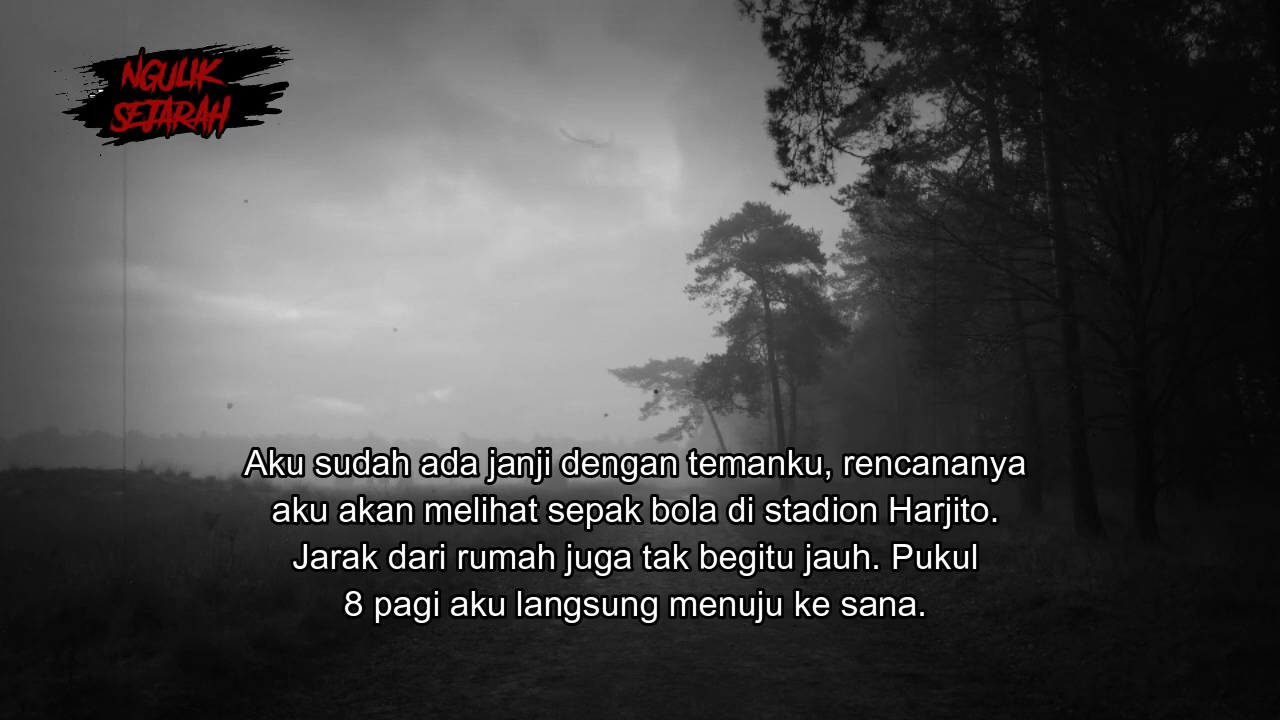 NGULIK
SEJARAH
Aku sudah ada janji dengan temanku, rencananya
aku akan melihat sepak bola di stadion Harjito.
Jarak dari rumah juga tak begitu jauh. Pukul
8 pagi aku langsung menuju ke sana.